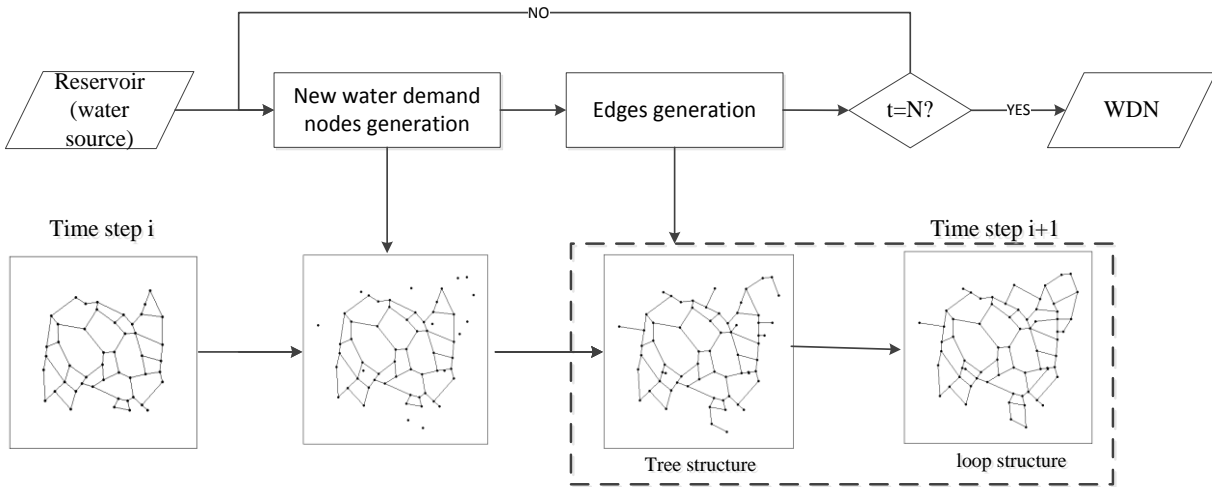 NO
Reservoir
(water
source)
New water demand
nodes generation
Edges generation
t=N?
YES
WDN
Time step i
Time step i+1
Tree structure
loop structure